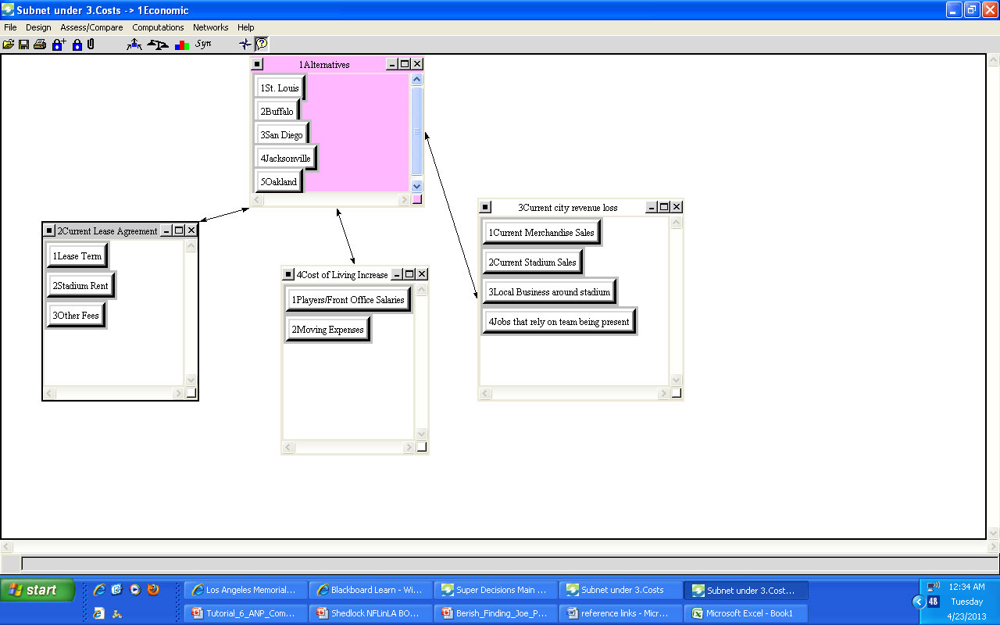 Subnet under 3.Costs -> 1Economic
File Design Assess/Compare Computations Networks Help
Syn
1Alternatives
1St. Louis
2Buffalo
3San Diego
4Jacksonville
5Oakland
2Current Lease Agreement
1Lease Term
2Stadium Rent
3Other Fees
4Cost of Living Increase
1Players/Front Office Salaries
2Moving Expenses
3Current city revenue loss
1Current Merchandise Sales
2Current Stadium Sales
3Local Business around stadium
4Jobs that rely on team being present
start
Los Angeles Memorial... Blackboard Learn - Wi... Super Decisions Main ... Subnet under 3.Costs Subnet under 3.Cost...
Tutorial_6_ANP_Com... Shedlock NFLinLA BO... Berish_Finding_Joe_P... reference links - Micr... Microsoft Excel - Book1
48
12:34 AM
Tuesday
4/23/2013